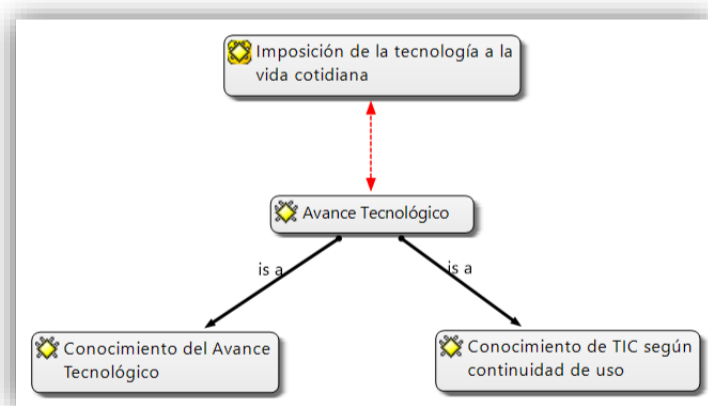 Imposición de la tecnología a la
vida cotidiana
Avance Tecnológico
is a
is a
Conocimiento del Avance
Tecnológico
Conocimiento de TIC según
continuidad de uso